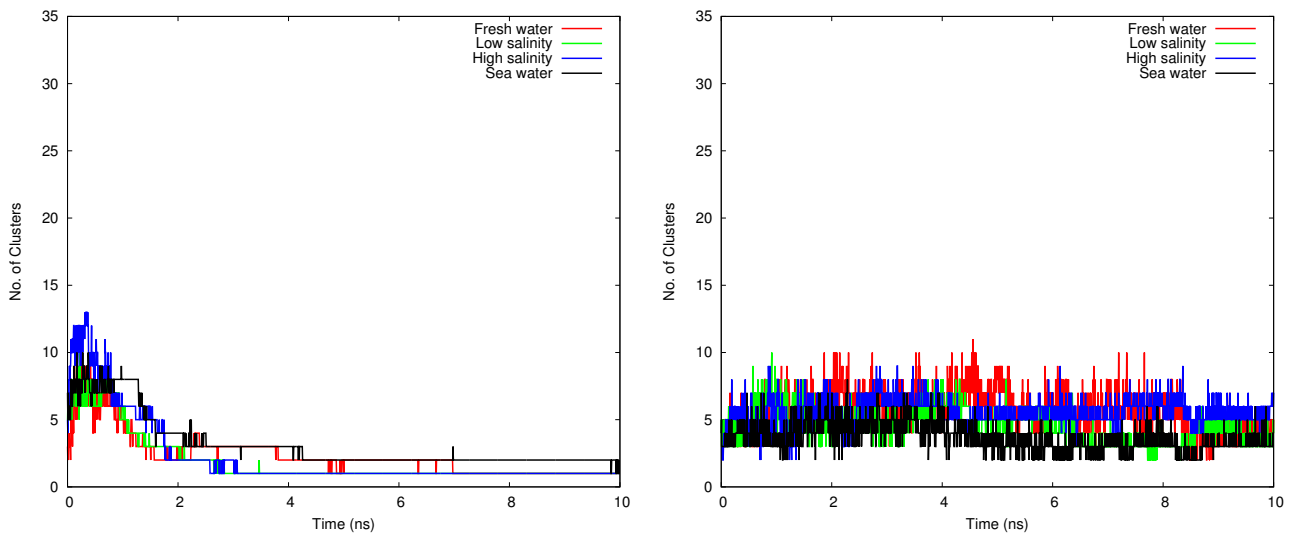 35
30
25
20
15
10
5
0
No. of Clusters
0 2 4 6 8 10
Time (ns)
Fresh water
Low salinity
High salinity
Sea water
35
30
25
20
15
10
5
0
No. of Clusters
0 2 4 6 8 10
Time (ns)
Fresh water
Low salinity
High salinity
Sea water